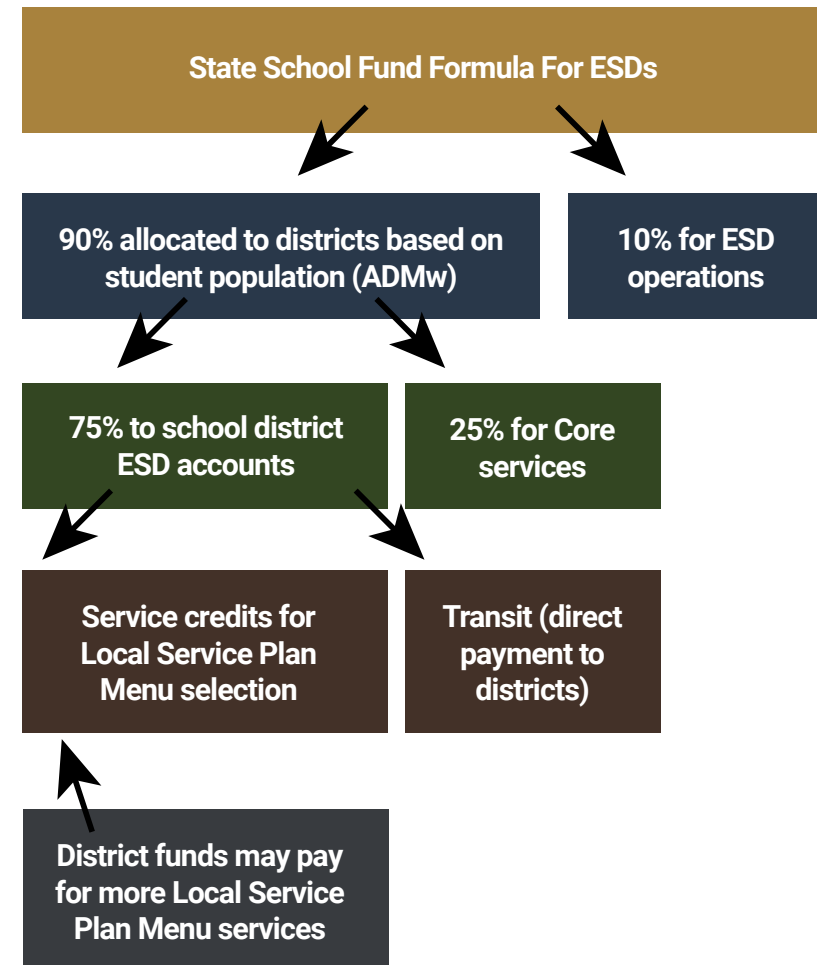 State School Fund Formula For ESDs
90% allocated to districts based on
student population (ADMw)
10% for ESD
operations
75% to school district
ESD accounts
25% for Core
services
Service credits for
Local Service Plan
Menu selection
Transit (direct
payment to
districts)
District funds may pay
for more Local Service
Plan Menu services